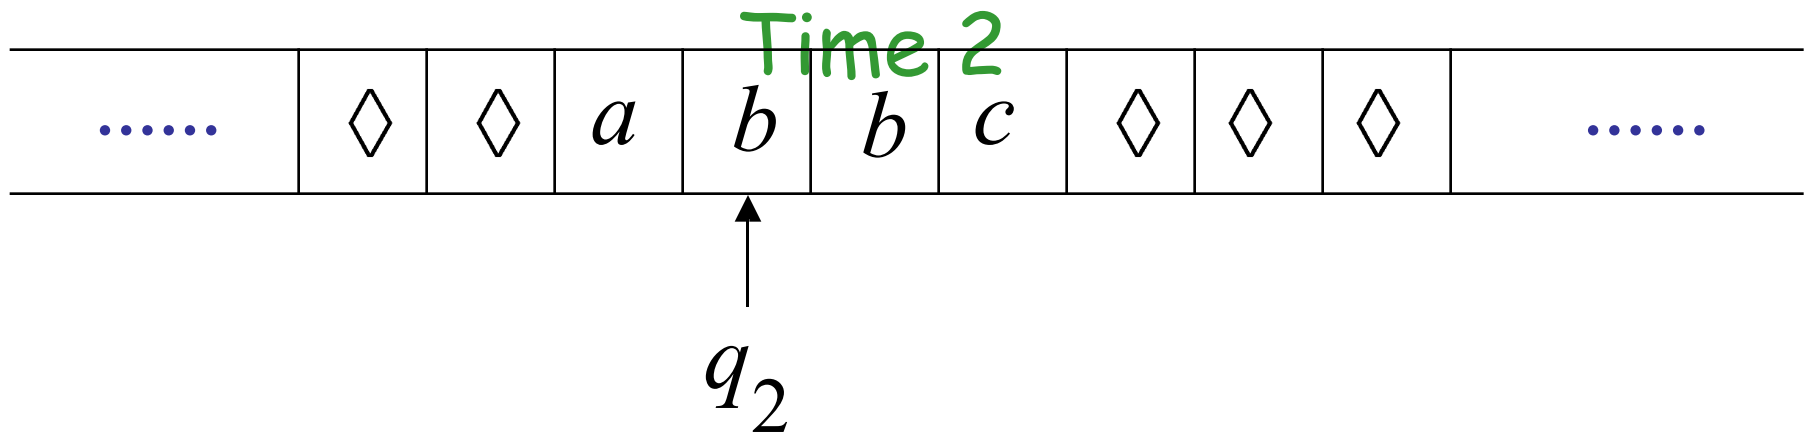 Time 2
...... ◊ ◊ a b b c ◊ ◊ ◊ ......
q₂